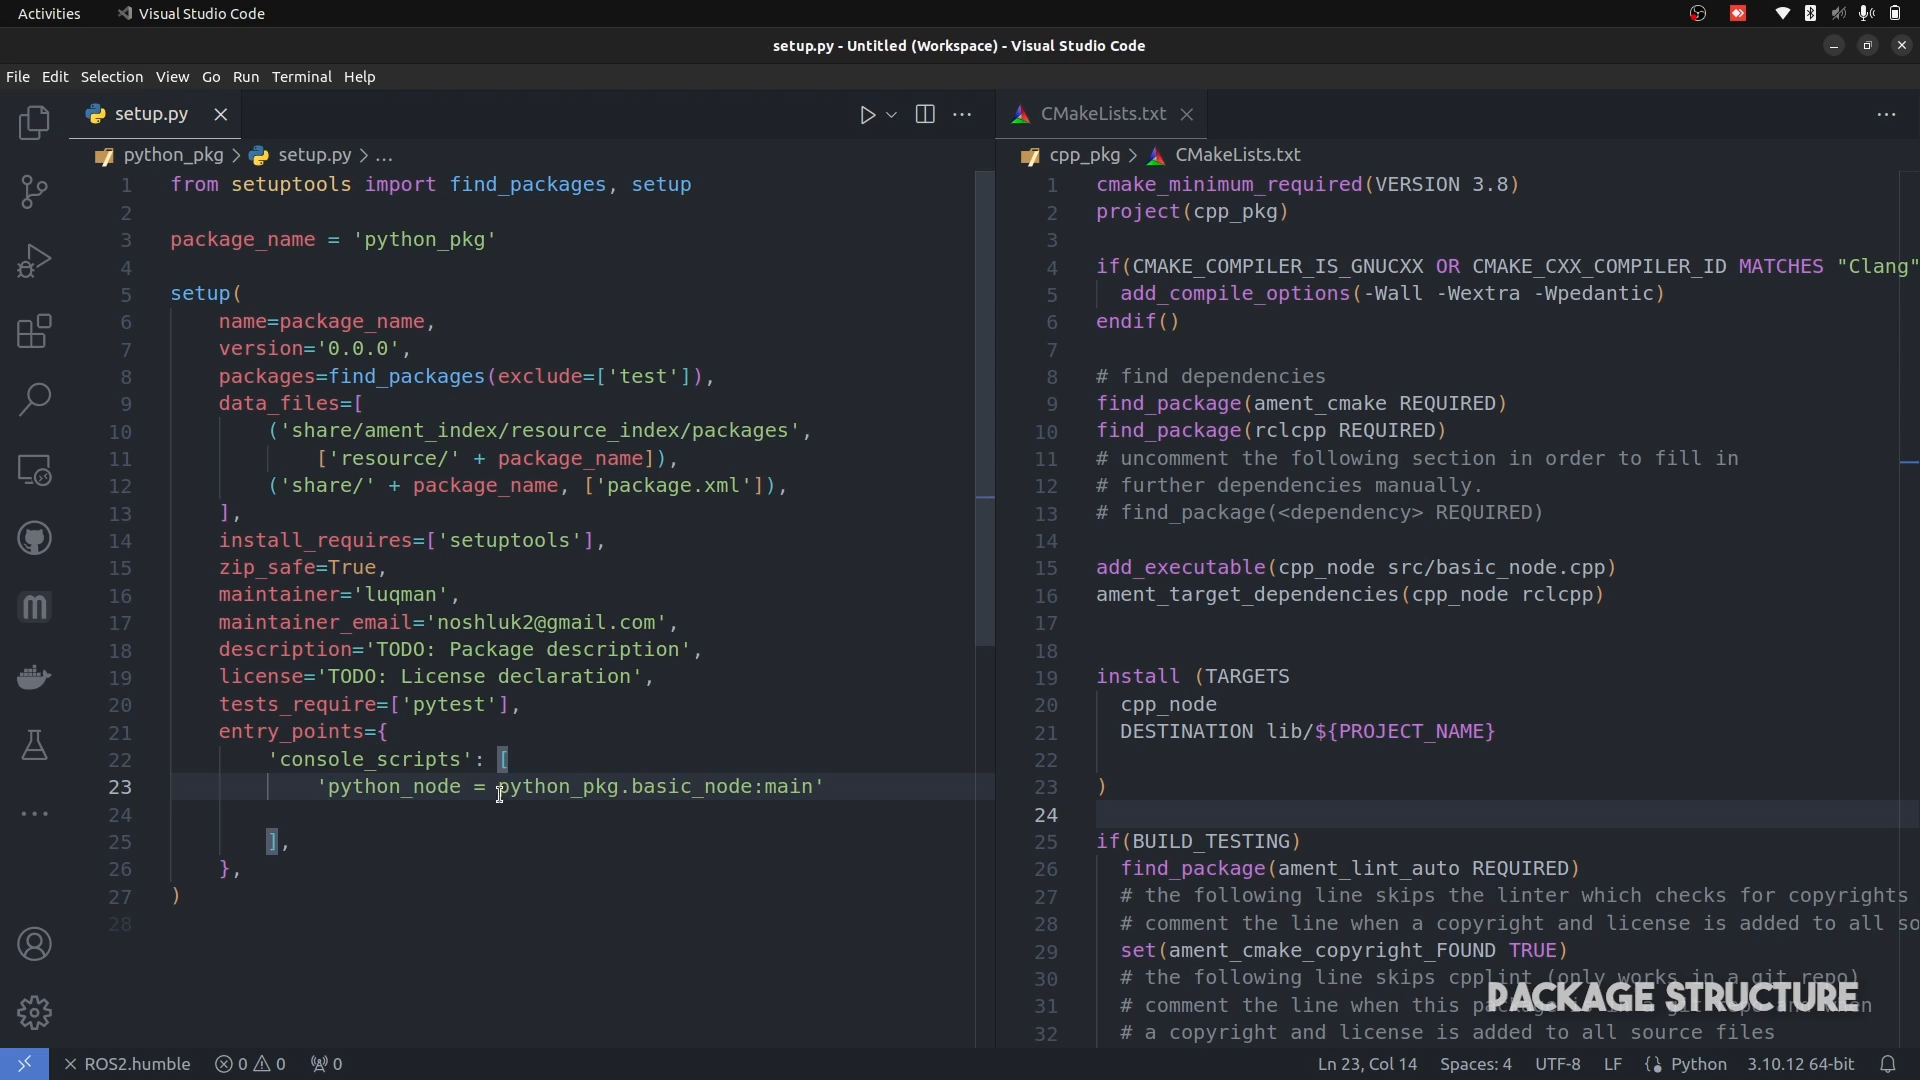 Activities Visual Studio Code
setup.py - Untitled (Workspace) - Visual Studio Code
File Edit Selection View Go Run Terminal Help
setup.py
python_pkg > setup.py > ...
1 from setuptools import find_packages, setup
2
3 package_name = 'python_pkg'
4
5 setup(
6 name=package_name,
7 version='0.0.0',
8 packages=find_packages(exclude=['test']),
9 data_files=[
10 ('share/ament_index/resource_index/packages',
11 ['resource/' + package_name]),
12 ('share/' + package_name, ['package.xml']),
13 ],
14 install_requires=['setuptools'],
15 zip_safe=True,
16 maintainer='luqman',
17 maintainer_email='noshluk2@gmail.com',
18 description='TODO: Package description',
19 license='TODO: License declaration',
20 tests_require=['pytest'],
21 entry_points={
22 'console_scripts': [
23 'python_node = python_pkg.basic_node:main'
24
25 ],
26 },
27 )
28
CMakeLists.txt
cpp_pkg > CMakeLists.txt
1 cmake_minimum_required(VERSION 3.8)
2 project(cpp_pkg)
3
4 if(CMAKE_COMPILER_IS_GNUCXX OR CMAKE_CXX_COMPILER_ID MATCHES "Clang"
5 add_compile_options(-Wall -Wextra -Wpedantic)
6 endif()
7
8 # find dependencies
9 find_package(ament_cmake REQUIRED)
10 find_package(rclcpp REQUIRED)
11 # uncomment the following section in order to fill in
12 # further dependencies manually.
13 # find_package(<dependency> REQUIRED)
14
15 add_executable(cpp_node src/basic_node.cpp)
16 ament_target_dependencies(cpp_node rclcpp)
17
18
19 install (TARGETS
20 cpp_node
21 DESTINATION lib/${PROJECT_NAME}
22
23 )
24
25 if(BUILD_TESTING)
26 find_package(ament_lint_auto REQUIRED)
27 # the following line skips the linter which checks for copyrights
28 # comment the line when a copyright and license is added to all so
29 set(ament_cmake_copyright_FOUND TRUE)
30 # the following line skips cpplint (only works in a git repo)
31 # comment the line when this
32 # a copyright and license is added to all source files
PACKAGE STRUCTURE
ROS2.humble 0 0 0 Ln 23, Col 14 Spaces: 4 UTF-8 LF Python 3.10.12 64-bit